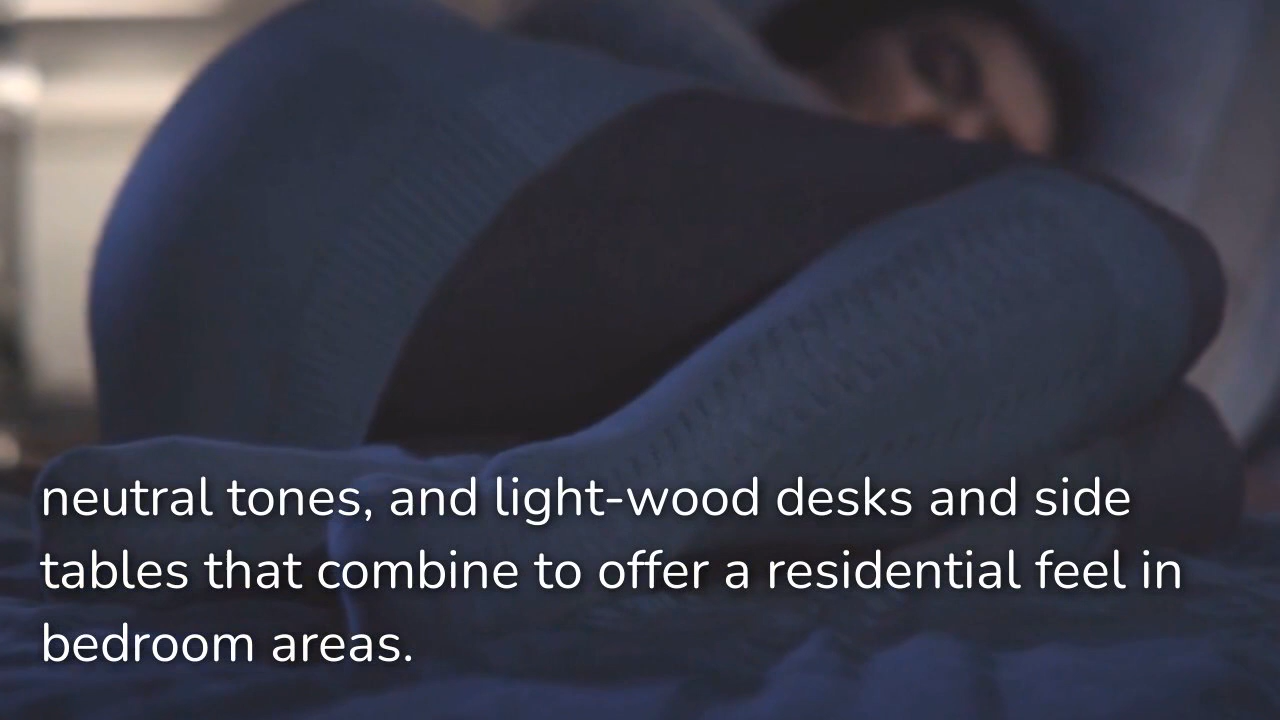 neutral tones, and light-wood desks and side
tables that combine to offer a residential feel in
bedroom areas.